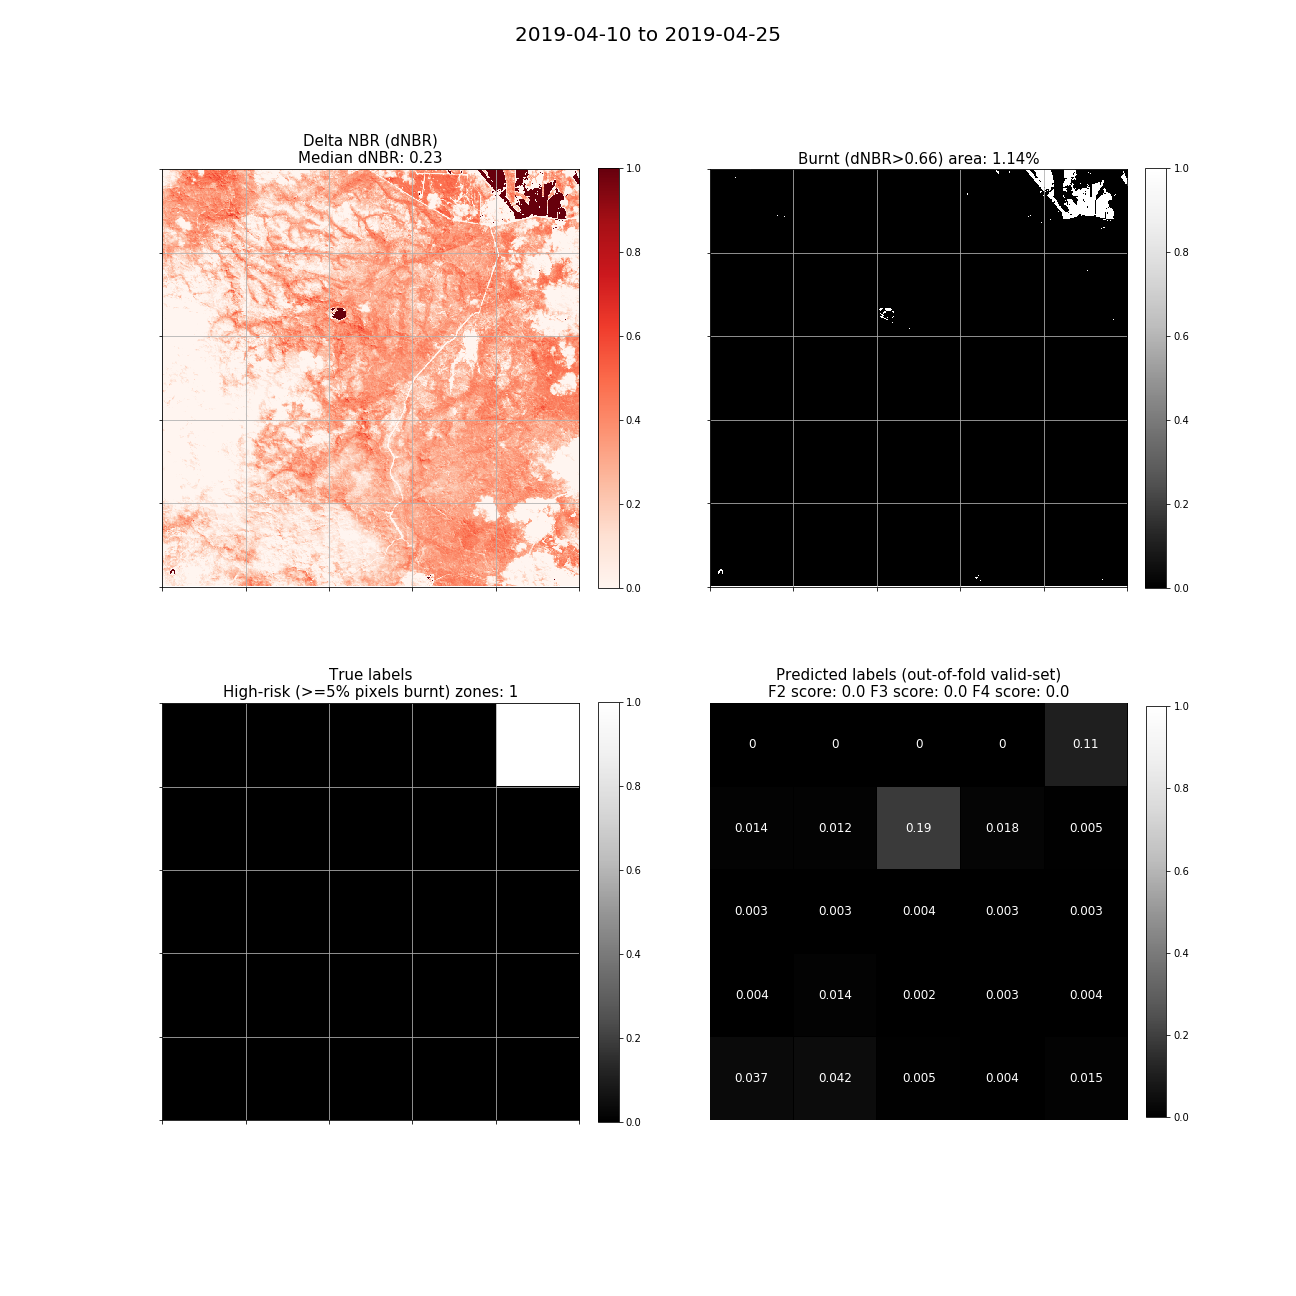 2019-04-10 to 2019-04-25
Delta NBR (dNBR)
Median dNBR: 0.23
1.0
0.8
0.6
0.4
0.2
0.0
Burnt (dNBR>0.66) area: 1.14%
1.0
0.8
0.6
0.4
0.2
0.0
True labels
High-risk (>=5% pixels burnt) zones: 1
1.0
0.8
0.6
0.4
0.2
0.0
Predicted labels (out-of-fold valid-set)
F2 score: 0.0 F3 score: 0.0 F4 score: 0.0
0 0 0 0 0.11
0.014 0.012 0.19 0.018 0.005
0.003 0.003 0.004 0.003 0.003
0.004 0.014 0.002 0.003 0.004
0.037 0.042 0.005 0.004 0.015
1.0
0.8
0.6
0.4
0.2
0.0